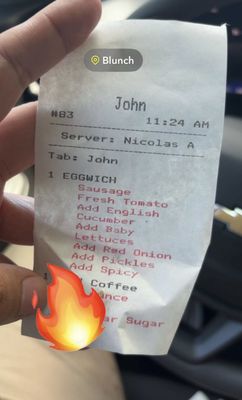 Blunch
John
#83 11:24 AM
Server: Nicolas A
Tab: John
1 EGGWICH
Sausage
Fresh Tomato
Add English
Cucumber
Add Baby
Lettuces
Add Red Onion
Add Pickles
Add Spicy
1
Coffee
Sugar